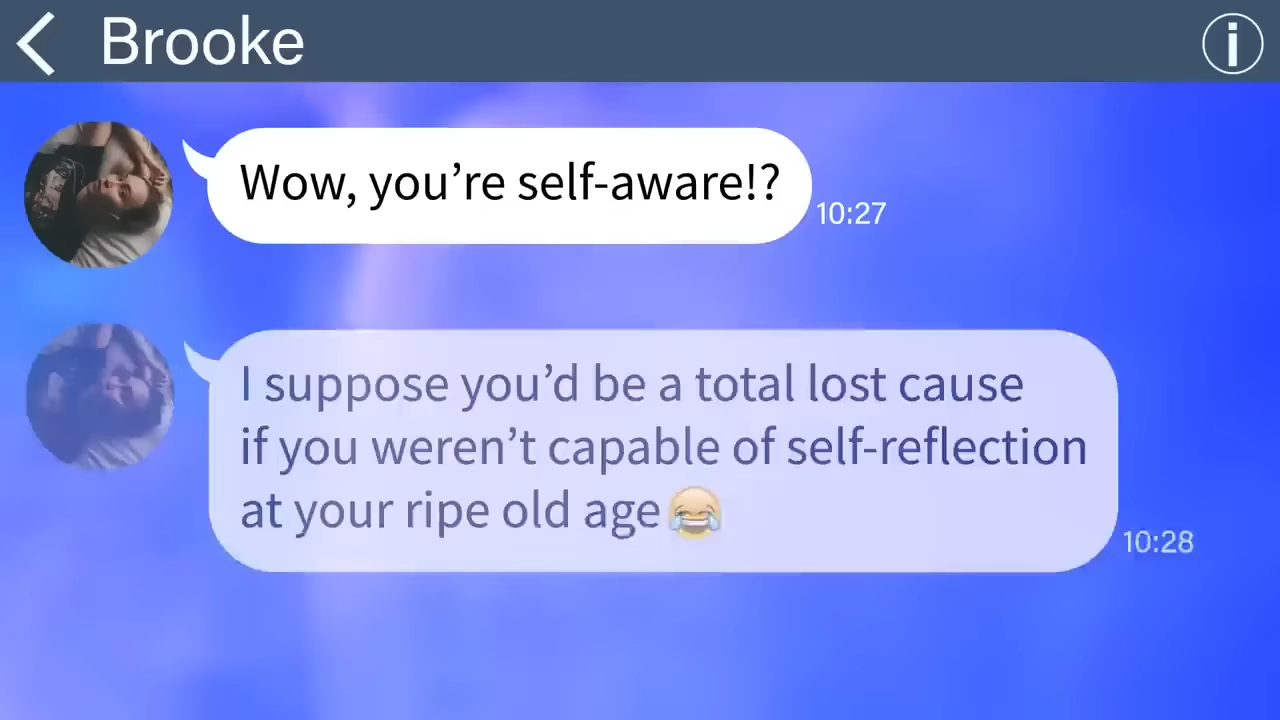 Brooke
Wow, you’re self-aware!?
10:27
I suppose you’d be a total lost cause
if you weren’t capable of self-reflection
at your ripe old age😂
10:28